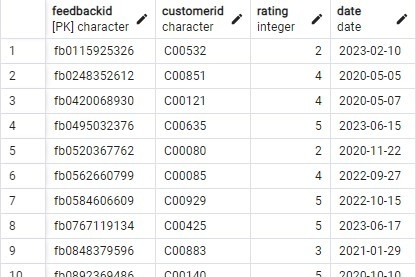 feedbackid customerid rating date
[PK] character character integer date
1 fb0115925326 C00532 2 2023-02-10
2 fb0248352612 C00851 4 2020-05-05
3 fb0420068930 C00121 4 2020-05-07
4 fb0495032376 C00635 5 2023-06-15
5 fb0520367762 C00080 2 2020-11-22
6 fb0562660799 C00085 4 2022-09-27
7 fb0584606609 C00929 5 2022-10-15
8 fb0767119134 C00425 5 2023-06-17
9 fb0848379596 C00883 3 2021-01-29
10 fb0892369486 C00140 5 2020-10-10